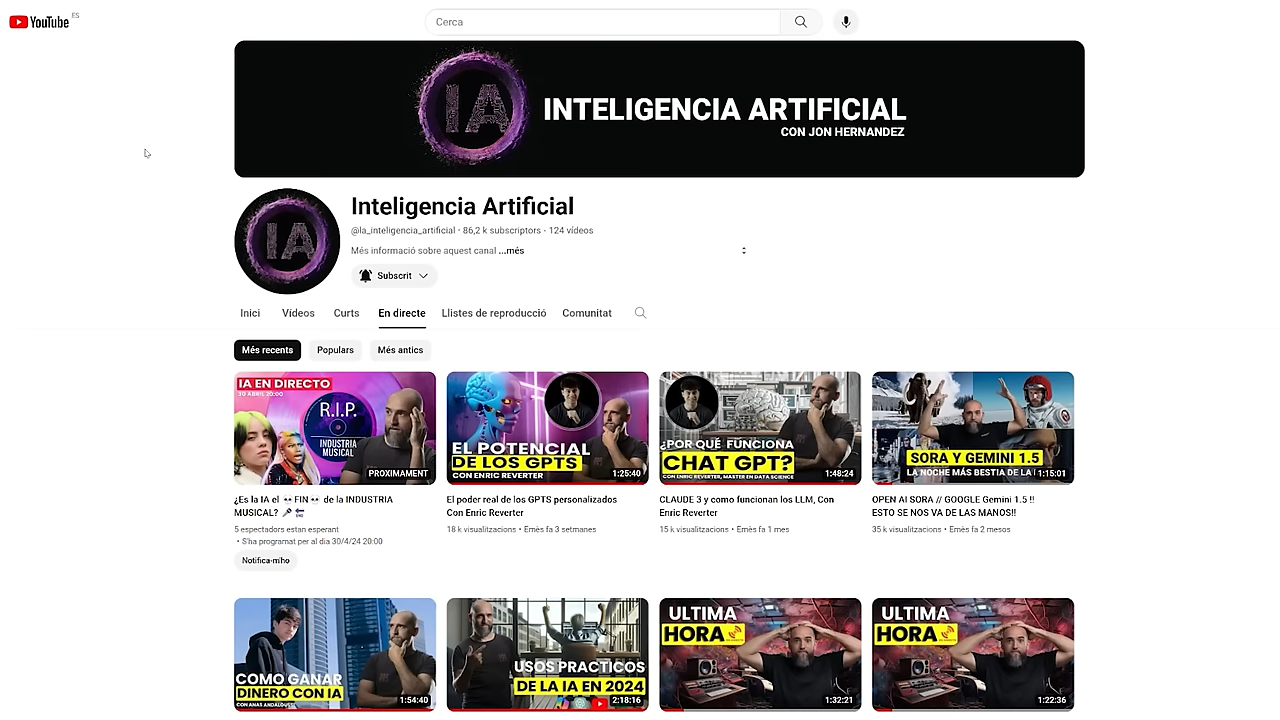 YouTube ES
Cerca
IA
INTELIGENCIA ARTIFICIAL
CON JON HERNANDEZ
IA
Inteligencia Artificial
@la_inteligencia_artificial · 86,2 k subscriptors · 124 vídeos
Més informació sobre aquest canal ...més
Subscrit
Inici Vídeos Curts En directe Llistes de reproducció Comunitat
Més recents Populars Més antics
IA EN DIRECTO
30 ABRIL 20:00
R.I.P.
INDUSTRIA
MUSICAL
PROXIMAMENT
EL POTENCIAL
DE LOS GPTS
CON ENRIC REVERTER
1:25:40
¿POR QUÉ FUNCIONA
CHAT GPT?
CON ENRIC REVERTER, MASTER EN DATA SCIENCE
1:48:24
SORA Y GEMINI 1.5
LA NOCHE MÁS BESTIA DE LA I
1:15:01
¿Es la IA el 💀FIN💀 de la INDUSTRIA
MUSICAL? 🎤 🔚
5 espectadors estan esperant
• S'ha programat per al dia 30/4/24 20:00
Notifica-m'ho
El poder real de los GPTS personalizados
Con Enric Reverter
18 k visualitzacions • Emès fa 3 setmanes
CLAUDE 3 y como funcionan los LLM, Con
Enric Reverter
15 k visualitzacions • Emès fa 1 mes
OPEN AI SORA // GOOGLE Gemini 1.5 !!
ESTO SE NOS VA DE LAS MANOS!!
35 k visualitzacions • Emès fa 2 mesos
COMO GANAR
DINERO CON IA
CON ANAS ANDALOUSSI
1:54:40
USOS PRACTICOS
DE LA IA EN 2024
2:18:16
ULTIMA
HORA
1:32:21
ULTIMA
HORA
1:22:36